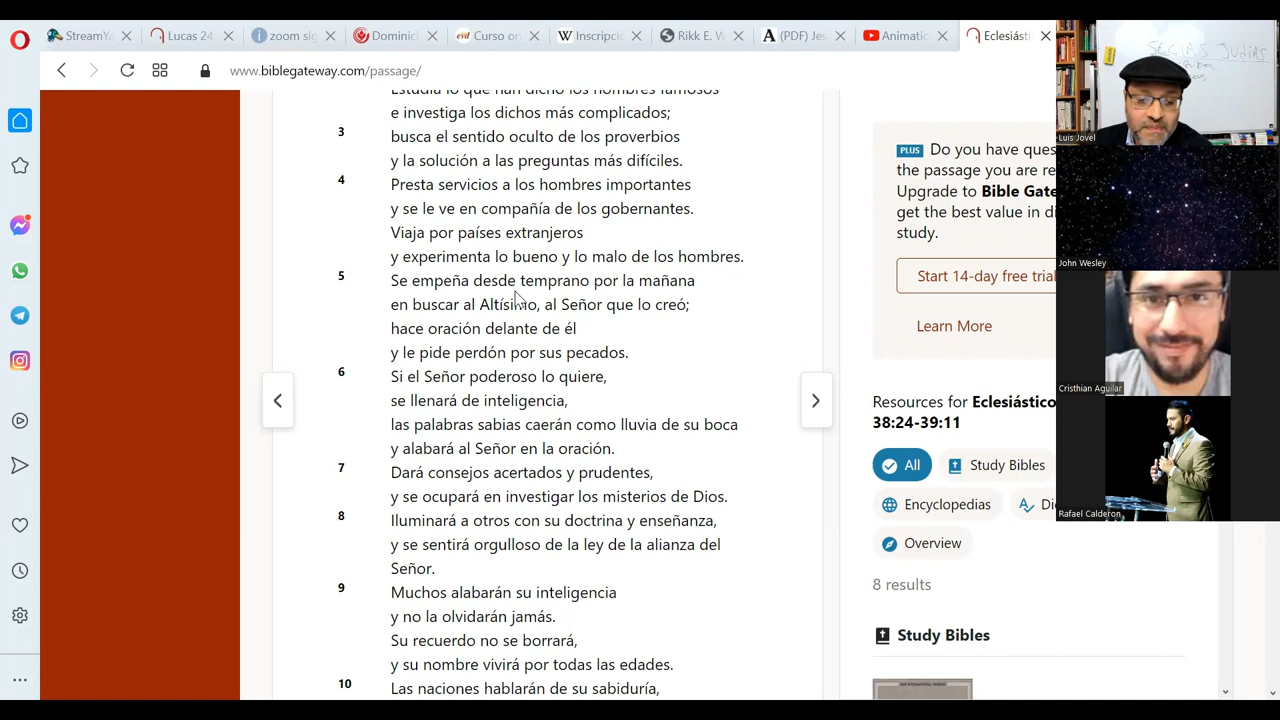 StreamYa
Lucas 24
zoom sig
Dominicl
Curso on
Inscripci
Rikk E. W
(PDF) Jes
Animatio
Eclesiásti
www.biblegateway.com/passage/
Estudia lo que han dicho los hombres famosos
e investiga los dichos más complicados;
3 busca el sentido oculto de los proverbios
y la solución a las preguntas más difíciles.
4 Presta servicios a los hombres importantes
y se le ve en compañía de los gobernantes.
Viaja por países extranjeros
y experimenta lo bueno y lo malo de los hombres.
5 Se empeña desde temprano por la mañana
en buscar al Altísimo, al Señor que lo creó;
hace oración delante de él
y le pide perdón por sus pecados.
6 Si el Señor poderoso lo quiere,
lo llenará de inteligencia,
las palabras sabias caerán como lluvia de su boca
y alabará al Señor en la oración.
7 Dará consejos acertados y prudentes,
y se ocupará en investigar los misterios de Dios.
8 Iluminará a otros con su doctrina y enseñanza,
y se sentirá orgulloso de la ley de la alianza del
Señor.
9 Muchos alabarán su inteligencia
y no la olvidarán jamás.
Su recuerdo no se borrará,
y su nombre vivirá por todas las edades.
10 Las naciones hablarán de su sabiduría,
PLUS Do you have ques
the passage you are re
Upgrade to Bible Gate
get the best value in di
study.
Start 14-day free trial
Learn More
Resources for Eclesiástico
38:24-39:11
All
Study Bibles
Encyclopedias
Di
Overview
8 results
Study Bibles
SECTAS JUDIAS
Luis Jovel
John Wesley
Cristhian Aguilar
Rafael Calderon